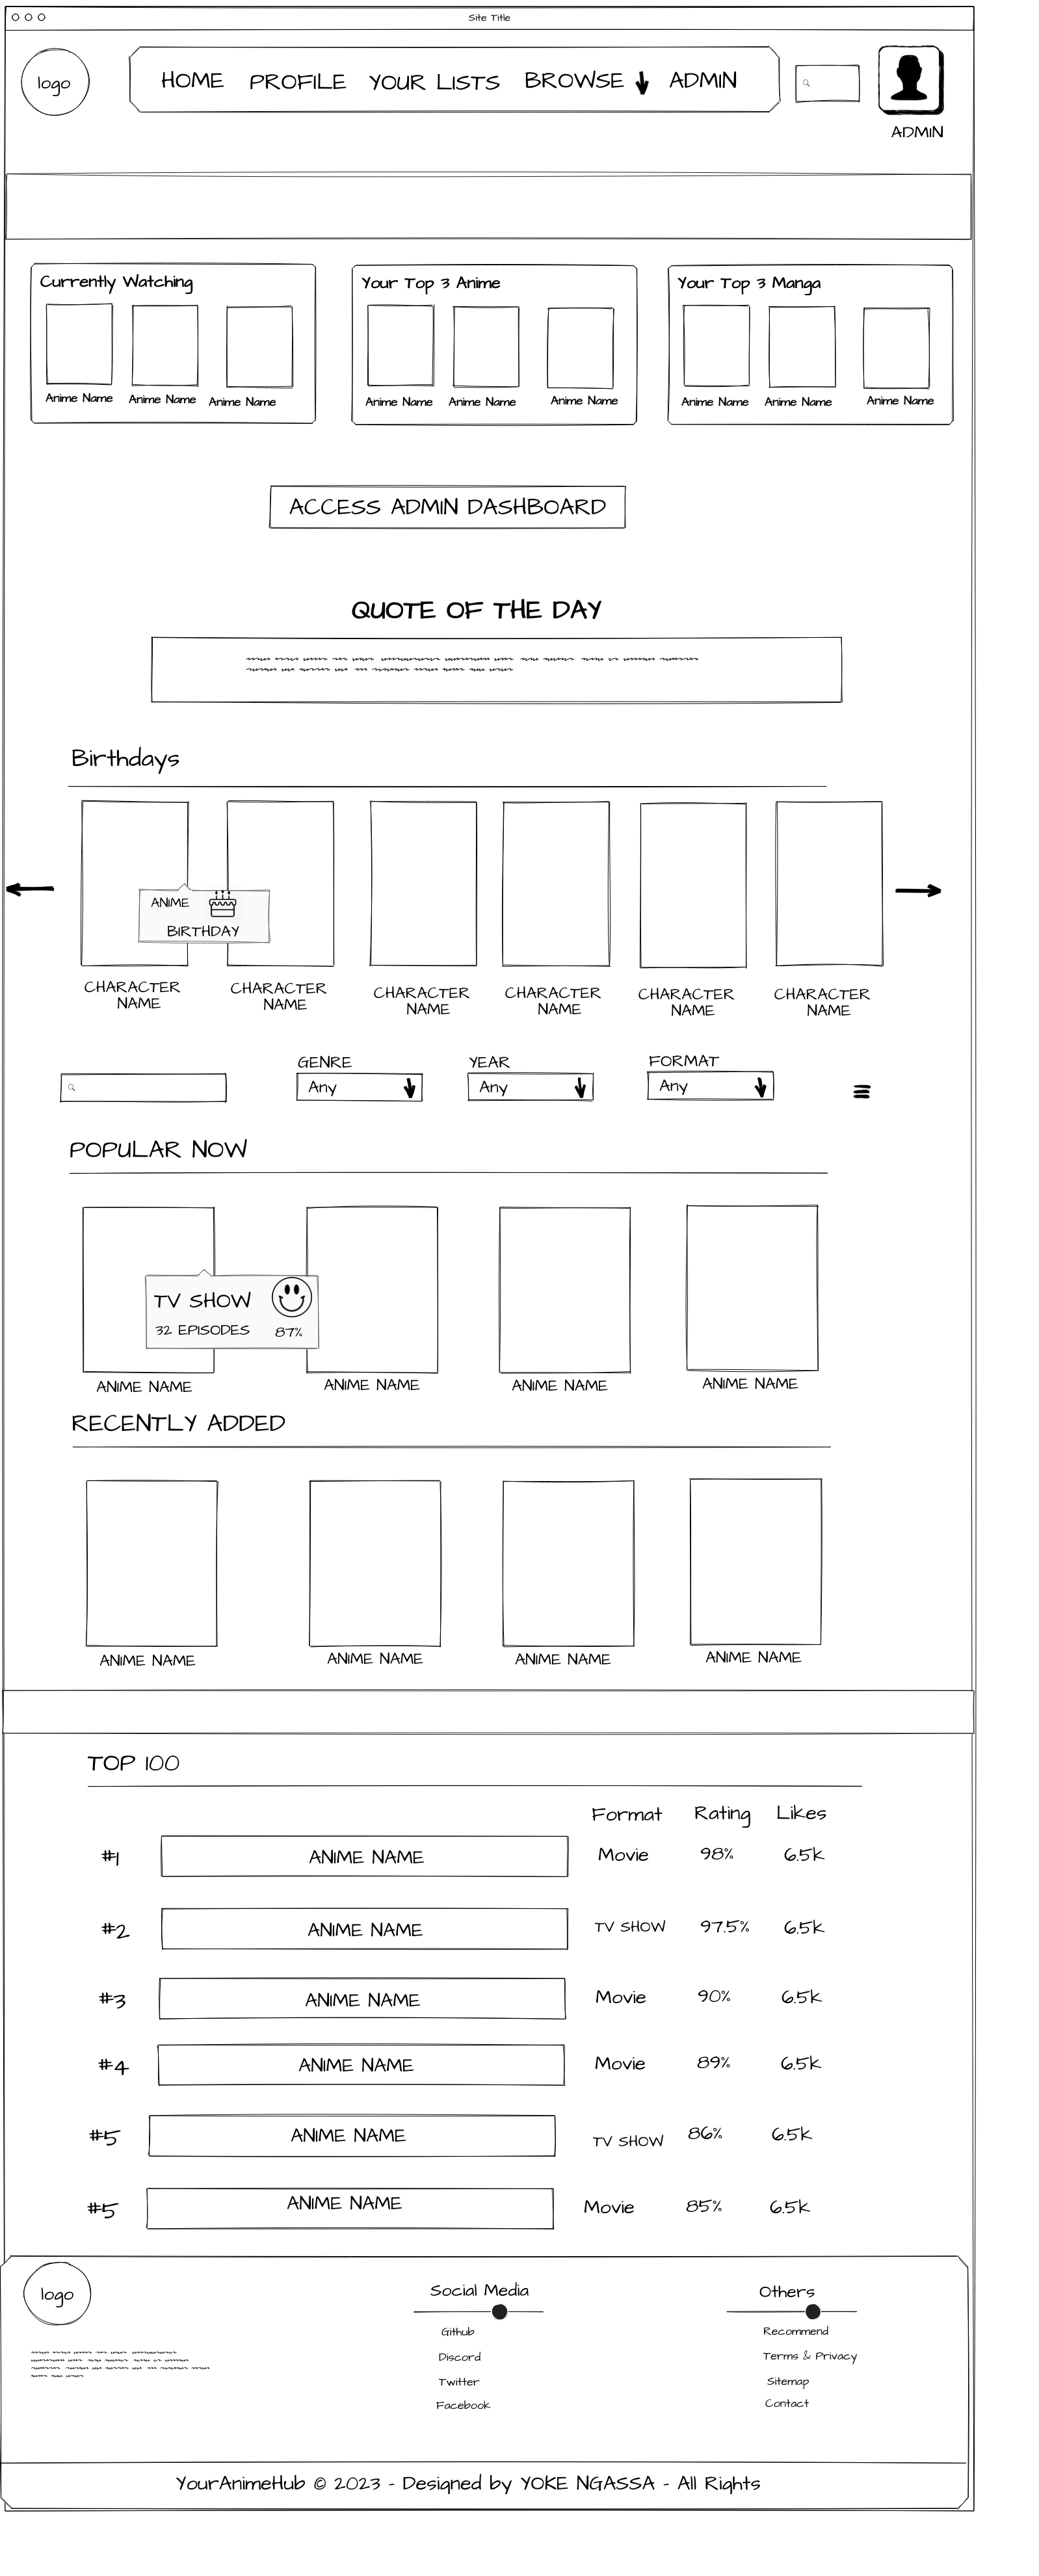 Site Title
logo
HOME PROFILE YOUR LISTS BROWSE ADMIN
ADMIN
Currently Watching
Anime Name Anime Name Anime Name
Your Top 3 Anime
Anime Name Anime Name Anime Name
Your Top 3 Manga
Anime Name Anime Name Anime Name
ACCESS ADMIN DASHBOARD
QUOTE OF THE DAY
Birthdays
ANIME
BIRTHDAY
CHARACTER
NAME
CHARACTER
NAME
CHARACTER
NAME
CHARACTER
NAME
CHARACTER
NAME
CHARACTER
NAME
GENRE
Any
YEAR
Any
FORMAT
Any
POPULAR NOW
TV SHOW
32 EPISODES 87%
ANIME NAME ANIME NAME ANIME NAME ANIME NAME
RECENTLY ADDED
ANIME NAME ANIME NAME ANIME NAME ANIME NAME
TOP 100
Format Rating Likes
#1 ANIME NAME Movie 98% 6.5k
#2 ANIME NAME TV SHOW 97.5% 6.5k
#3 ANIME NAME Movie 90% 6.5k
#4 ANIME NAME Movie 89% 6.5k
#5 ANIME NAME TV SHOW 86% 6.5k
#5 ANIME NAME Movie 85% 6.5k
logo
Social Media
Github
Discord
Twitter
Facebook
Others
Recommend
Terms & Privacy
Sitemap
Contact
YourAnimeHub © 2023 - Designed by YOKE NGASSA - All Rights